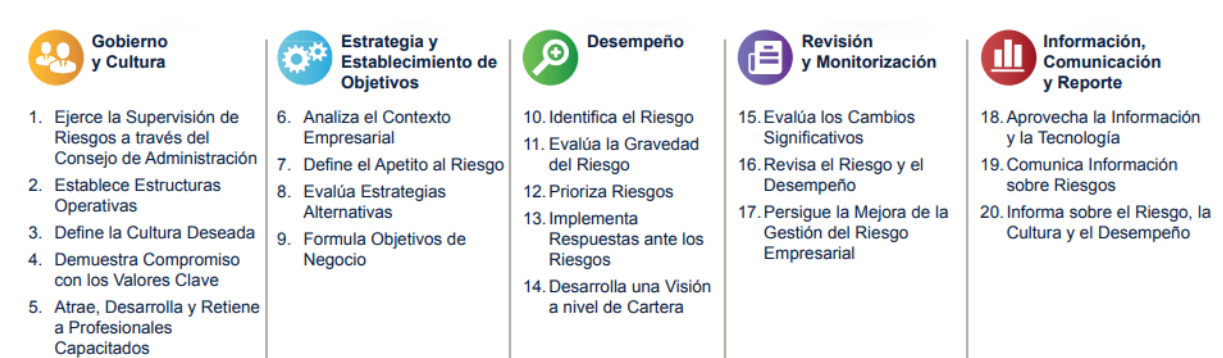 Gobierno
y Cultura
1. Ejerce la Supervisión de
Riesgos a través del
Consejo de Administración
2. Establece Estructuras
Operativas
3. Define la Cultura Deseada
4. Demuestra Compromiso
con los Valores Clave
5. Atrae, Desarrolla y Retiene
a Profesionales
Capacitados
Estrategia y
Establecimiento de
Objetivos
6. Analiza el Contexto
Empresarial
7. Define el Apetito al Riesgo
8. Evalúa Estrategias
Alternativas
9. Formula Objetivos de
Negocio
Desempeño
10. Identifica el Riesgo
11. Evalúa la Gravedad
del Riesgo
12. Prioriza Riesgos
13. Implementa
Respuestas ante los
Riesgos
14. Desarrolla una Visión
a nivel de Cartera
Revisión
y Monitorización
15. Evalúa los Cambios
Significativos
16. Revisa el Riesgo y el
Desempeño
17. Persigue la Mejora de la
Gestión del Riesgo
Empresarial
Información,
Comunicación
y Reporte
18. Aprovecha la Información
y la Tecnología
19. Comunica Información
sobre Riesgos
20. Informa sobre el Riesgo, la
Cultura y el Desempeño